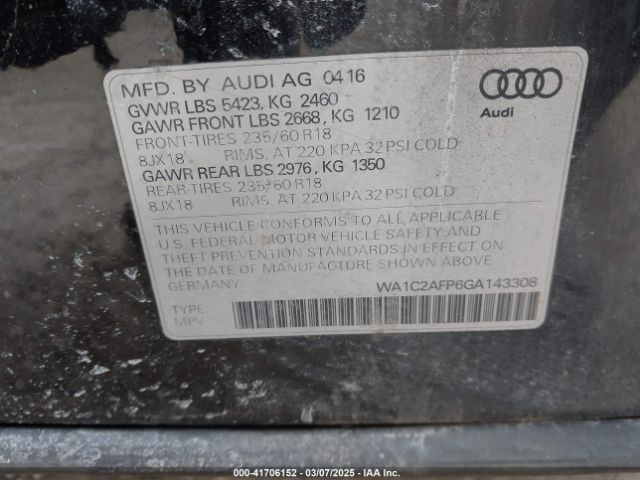 MFD. BY AUDI AG 04 16
GVWR LBS 5423, KG 2460
GAWR FRONT LBS 2668, KG 1210
FRONT-TIRES 235/60 R18
8JX18 RIMS, AT 220 KPA 32 PSI COLD
GAWR REAR LBS 2976, KG 1350
REAR-TIRES 235/60 R18
8JX18 RIMS, AT 220 KPA 32 PSI COLD
THIS VEHICLE CONFORMS TO ALL APPLICABLE
U.S. FEDERAL MOTOR VEHICLE SAFETY AND
THEFT PREVENTION STANDARDS IN EFFECT ON
THE DATE OF MANUFACTURE SHOWN ABOVE.
GERMANY WA1C2AFP6GA143308
TYPE:
MPV
Audi
000-41706152 — 03/07/2025 — IAA Inc.